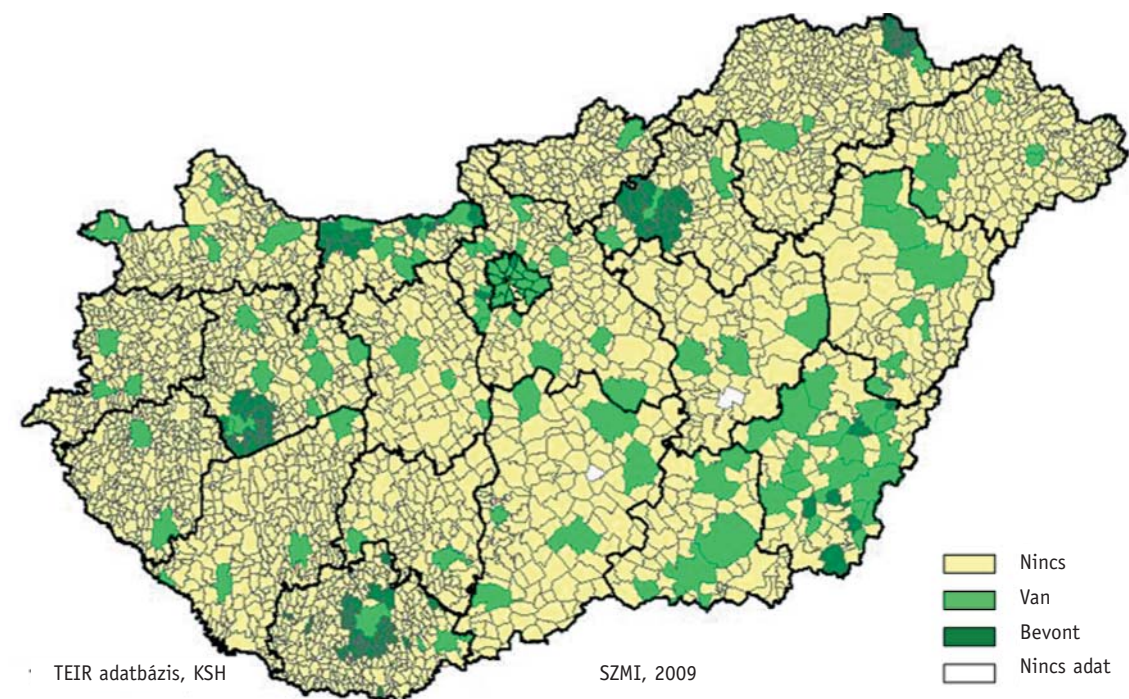 Nincs
Van
Bevont
Nincs adat
TEIR adatbázis, KSH
SZMI, 2009